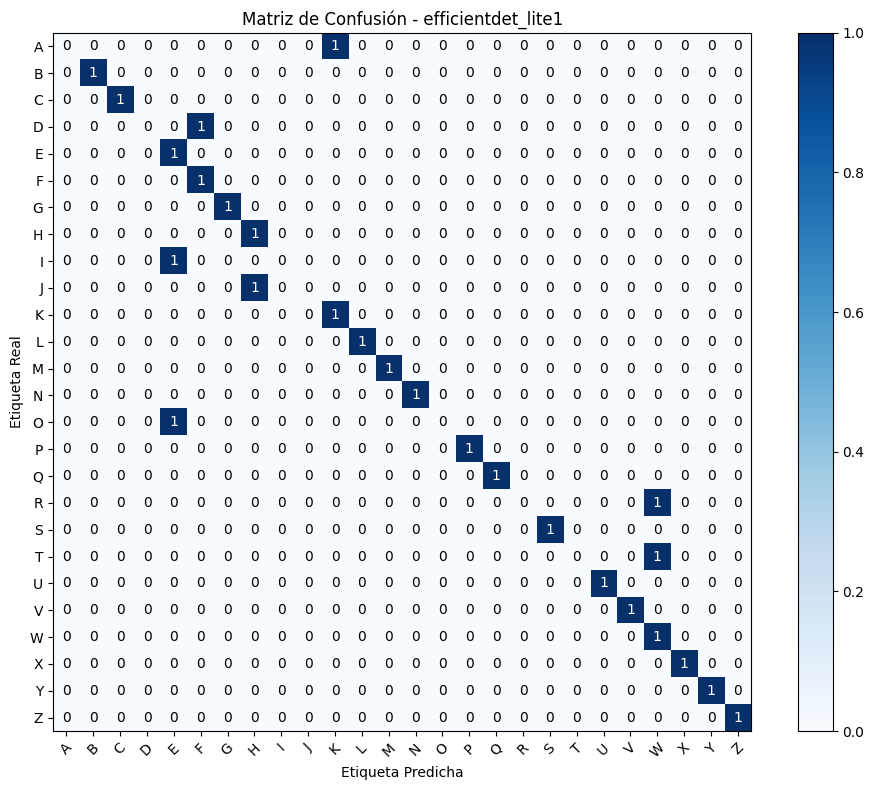 Matriz de Confusión - efficientdet_lite1
A 0 0 0 0 0 0 0 0 0 0 1 0 0 0 0 0 0 0 0 0 0 0 0 0 0 0
B 0 1 0 0 0 0 0 0 0 0 0 0 0 0 0 0 0 0 0 0 0 0 0 0 0 0
C 0 0 1 0 0 0 0 0 0 0 0 0 0 0 0 0 0 0 0 0 0 0 0 0 0 0
D 0 0 0 0 0 1 0 0 0 0 0 0 0 0 0 0 0 0 0 0 0 0 0 0 0 0
E 0 0 0 0 1 0 0 0 0 0 0 0 0 0 0 0 0 0 0 0 0 0 0 0 0 0
F 0 0 0 0 0 1 0 0 0 0 0 0 0 0 0 0 0 0 0 0 0 0 0 0 0 0
G 0 0 0 0 0 0 1 0 0 0 0 0 0 0 0 0 0 0 0 0 0 0 0 0 0 0
H 0 0 0 0 0 0 0 1 0 0 0 0 0 0 0 0 0 0 0 0 0 0 0 0 0 0
I 0 0 0 0 1 0 0 0 0 0 0 0 0 0 0 0 0 0 0 0 0 0 0 0 0 0
J 0 0 0 0 0 0 0 1 0 0 0 0 0 0 0 0 0 0 0 0 0 0 0 0 0 0
K 0 0 0 0 0 0 0 0 0 0 1 0 0 0 0 0 0 0 0 0 0 0 0 0 0 0
L 0 0 0 0 0 0 0 0 0 0 0 1 0 0 0 0 0 0 0 0 0 0 0 0 0 0
M 0 0 0 0 0 0 0 0 0 0 0 0 1 0 0 0 0 0 0 0 0 0 0 0 0 0
N 0 0 0 0 0 0 0 0 0 0 0 0 0 1 0 0 0 0 0 0 0 0 0 0 0 0
O 0 0 0 0 1 0 0 0 0 0 0 0 0 0 0 0 0 0 0 0 0 0 0 0 0 0
P 0 0 0 0 0 0 0 0 0 0 0 0 0 0 0 1 0 0 0 0 0 0 0 0 0 0
Q 0 0 0 0 0 0 0 0 0 0 0 0 0 0 0 0 1 0 0 0 0 0 0 0 0 0
R 0 0 0 0 0 0 0 0 0 0 0 0 0 0 0 0 0 0 0 0 0 0 1 0 0 0
S 0 0 0 0 0 0 0 0 0 0 0 0 0 0 0 0 0 0 1 0 0 0 0 0 0 0
T 0 0 0 0 0 0 0 0 0 0 0 0 0 0 0 0 0 0 0 0 0 0 1 0 0 0
U 0 0 0 0 0 0 0 0 0 0 0 0 0 0 0 0 0 0 0 0 1 0 0 0 0 0
V 0 0 0 0 0 0 0 0 0 0 0 0 0 0 0 0 0 0 0 0 0 1 0 0 0 0
W 0 0 0 0 0 0 0 0 0 0 0 0 0 0 0 0 0 0 0 0 0 0 1 0 0 0
X 0 0 0 0 0 0 0 0 0 0 0 0 0 0 0 0 0 0 0 0 0 0 0 1 0 0
Y 0 0 0 0 0 0 0 0 0 0 0 0 0 0 0 0 0 0 0 0 0 0 0 0 1 0
Z 0 0 0 0 0 0 0 0 0 0 0 0 0 0 0 0 0 0 0 0 0 0 0 0 0 1
A B C D E F G H I J K L M N O P Q R S T U V W X Y Z
Etiqueta Predicha
Etiqueta Real
1.0
0.8
0.6
0.4
0.2
0.0